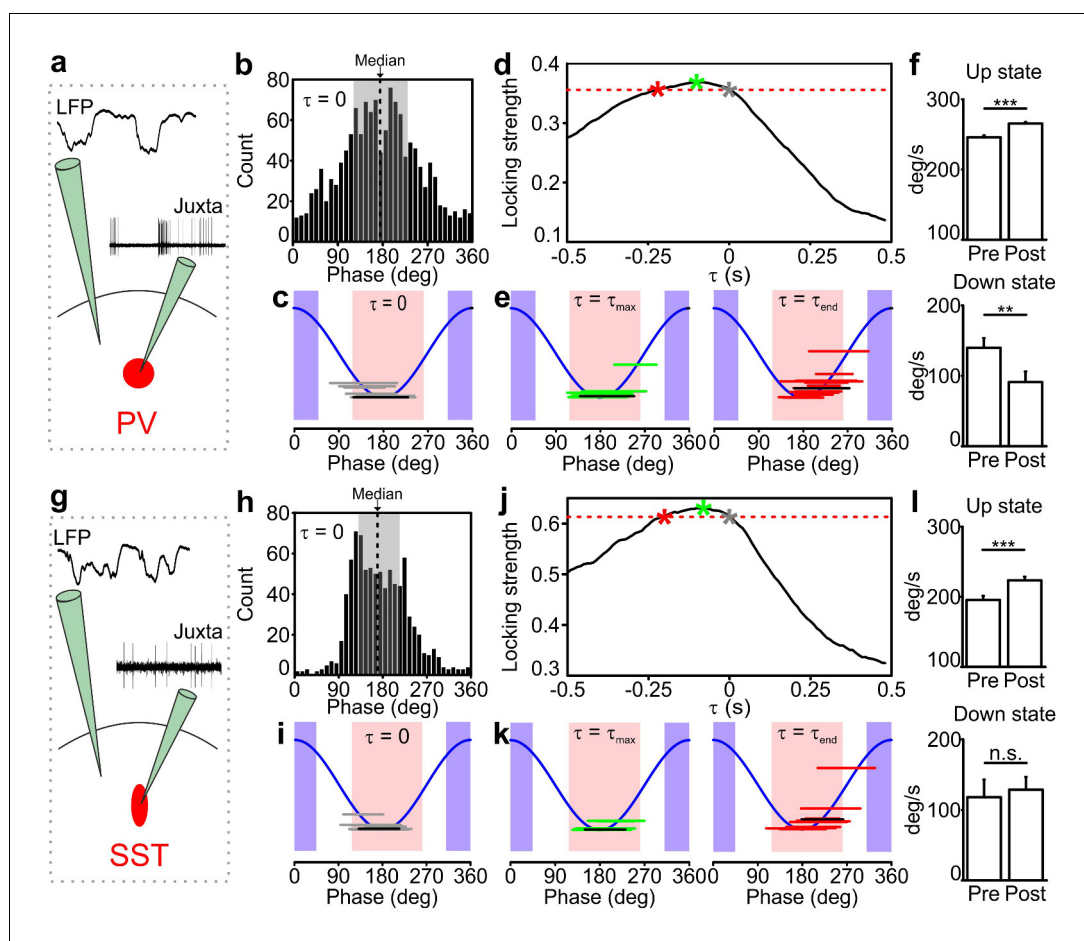 a
LFP
Juxta
PV
b
Median
τ = 0
Count
80
60
40
20
0
0 90 180 270 360
Phase (deg)
c
τ = 0
0 90 180 270 360
Phase (deg)
d
Locking strength
0.4
0.3
0.2
0.1
-0.5 -0.25 0 0.25 0.5
τ (s)
e
τ = τmax
0 90 180 270 360
Phase (deg)
τ = τend
0 90 180 270 360
Phase (deg)
f
Up state
***
deg/s
300
200
100
Pre Post
Down state
**
deg/s
200
100
0
Pre Post
g
LFP
Juxta
SST
h
Median
τ = 0
Count
80
60
40
20
0
0 90 180 270 360
Phase (deg)
i
τ = 0
0 90 180 270 360
Phase (deg)
j
Locking strength
0.6
0.5
0.4
0.3
-0.5 -0.25 0 0.25 0.5
τ (s)
k
τ = τmax
0 90 180 270 360
Phase (deg)
τ = τend
0 90 180 270 360
Phase (deg)
l
Up state
***
deg/s
300
200
100
Pre Post
Down state
n.s.
deg/s
200
100
0
Pre Post